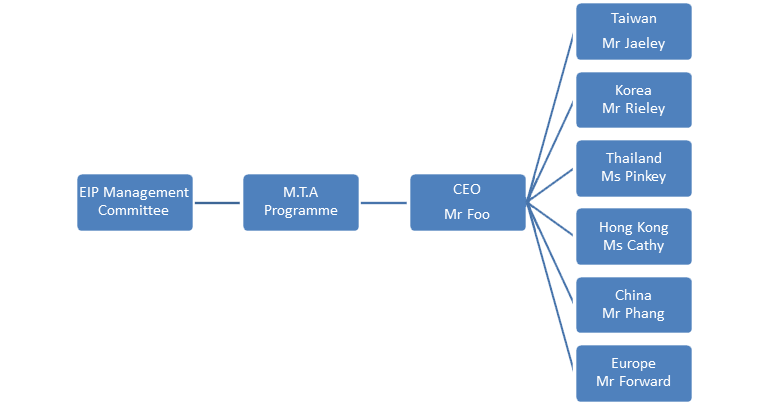 EIP Management
Committee
M.T.A
Programme
CEO
Mr Foo
Taiwan
Mr Jaeley
Korea
Mr Rieley
Thailand
Ms Pinkey
Hong Kong
Ms Cathy
China
Mr Phang
Europe
Mr Forward